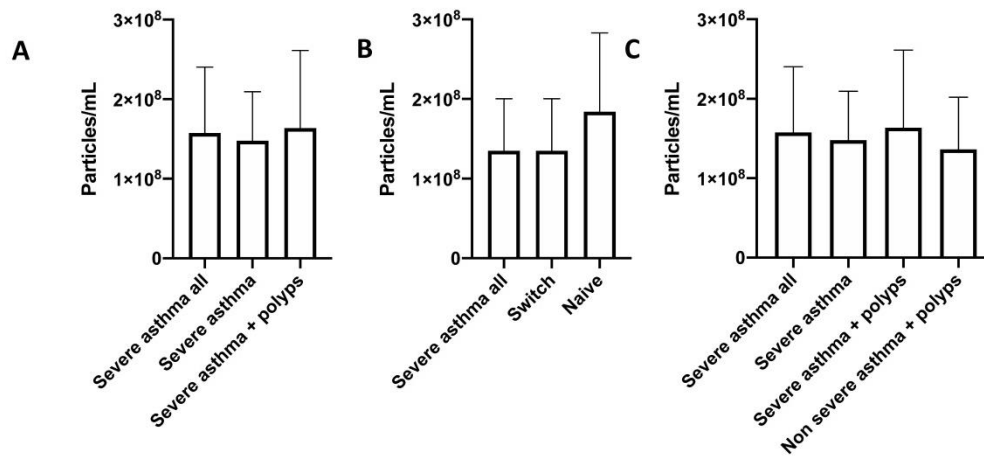 A
Particles/mL
3×10⁸
2×10⁸
1×10⁸
0
Severe asthma all
Severe asthma
Severe asthma + polyps
B
Particles/mL
3×10⁸
2×10⁸
1×10⁸
0
Severe asthma all
Switch
Naive
C
Particles/mL
3×10⁸
2×10⁸
1×10⁸
0
Severe asthma all
Severe asthma
Severe asthma + polyps
Non severe asthma + polyps